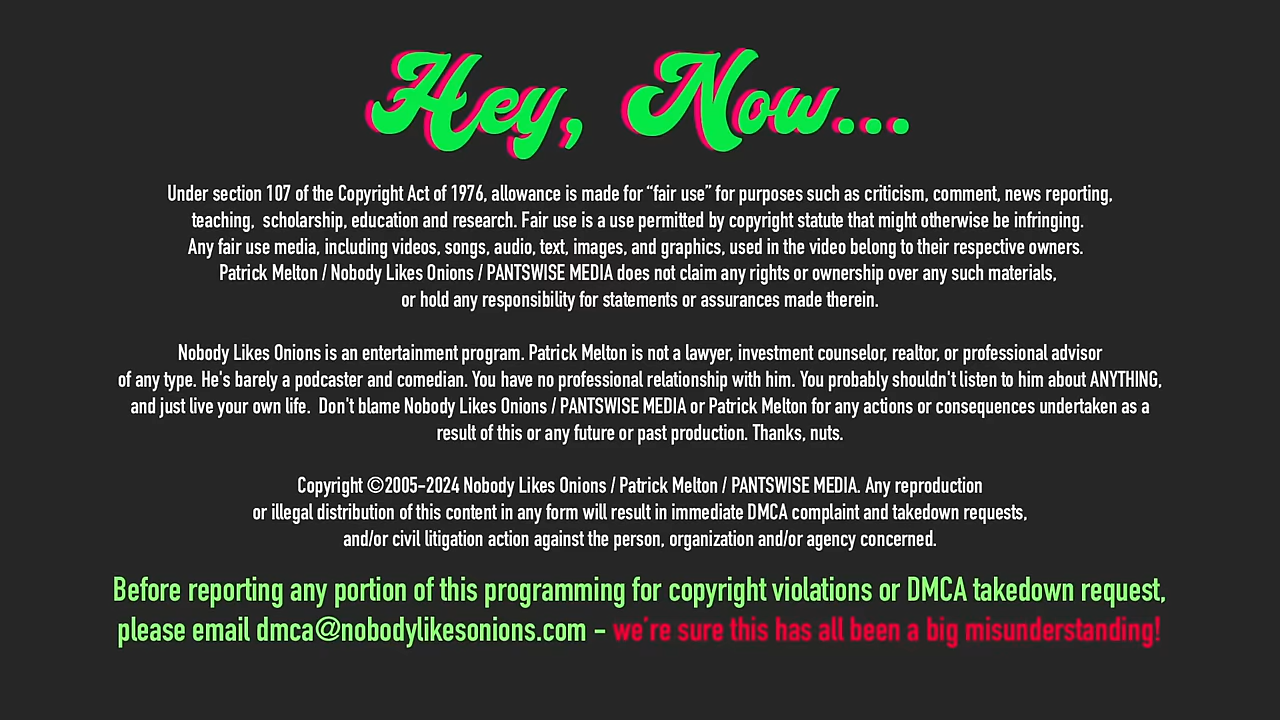 Hey, Now...
Under section 107 of the Copyright Act of 1976, allowance is made for “fair use” for purposes such as criticism, comment, news reporting,
teaching,  scholarship, education and research. Fair use is a use permitted by copyright statute that might otherwise be infringing.
Any fair use media, including videos, songs, audio, text, images, and graphics, used in the video belong to their respective owners.
Patrick Melton / Nobody Likes Onions / PANTSWISE MEDIA does not claim any rights or ownership over any such materials,
or hold any responsibility for statements or assurances made therein.
Nobody Likes Onions is an entertainment program. Patrick Melton is not a lawyer, investment counselor, realtor, or professional advisor
of any type. He's barely a podcaster and comedian. You have no professional relationship with him. You probably shouldn't listen to him about ANYTHING,
and just live your own life.  Don't blame Nobody Likes Onions / PANTSWISE MEDIA or Patrick Melton for any actions or consequences undertaken as a
result of this or any future or past production. Thanks, nuts.
Copyright ©2005-2024 Nobody Likes Onions / Patrick Melton / PANTSWISE MEDIA. Any reproduction
or illegal distribution of this content in any form will result in immediate DMCA complaint and takedown requests,
and/or civil litigation action against the person, organization and/or agency concerned.
Before reporting any portion of this programming for copyright violations or DMCA takedown request,
please email dmca@nobodylikesonions.com - we're sure this has all been a big misunderstanding!